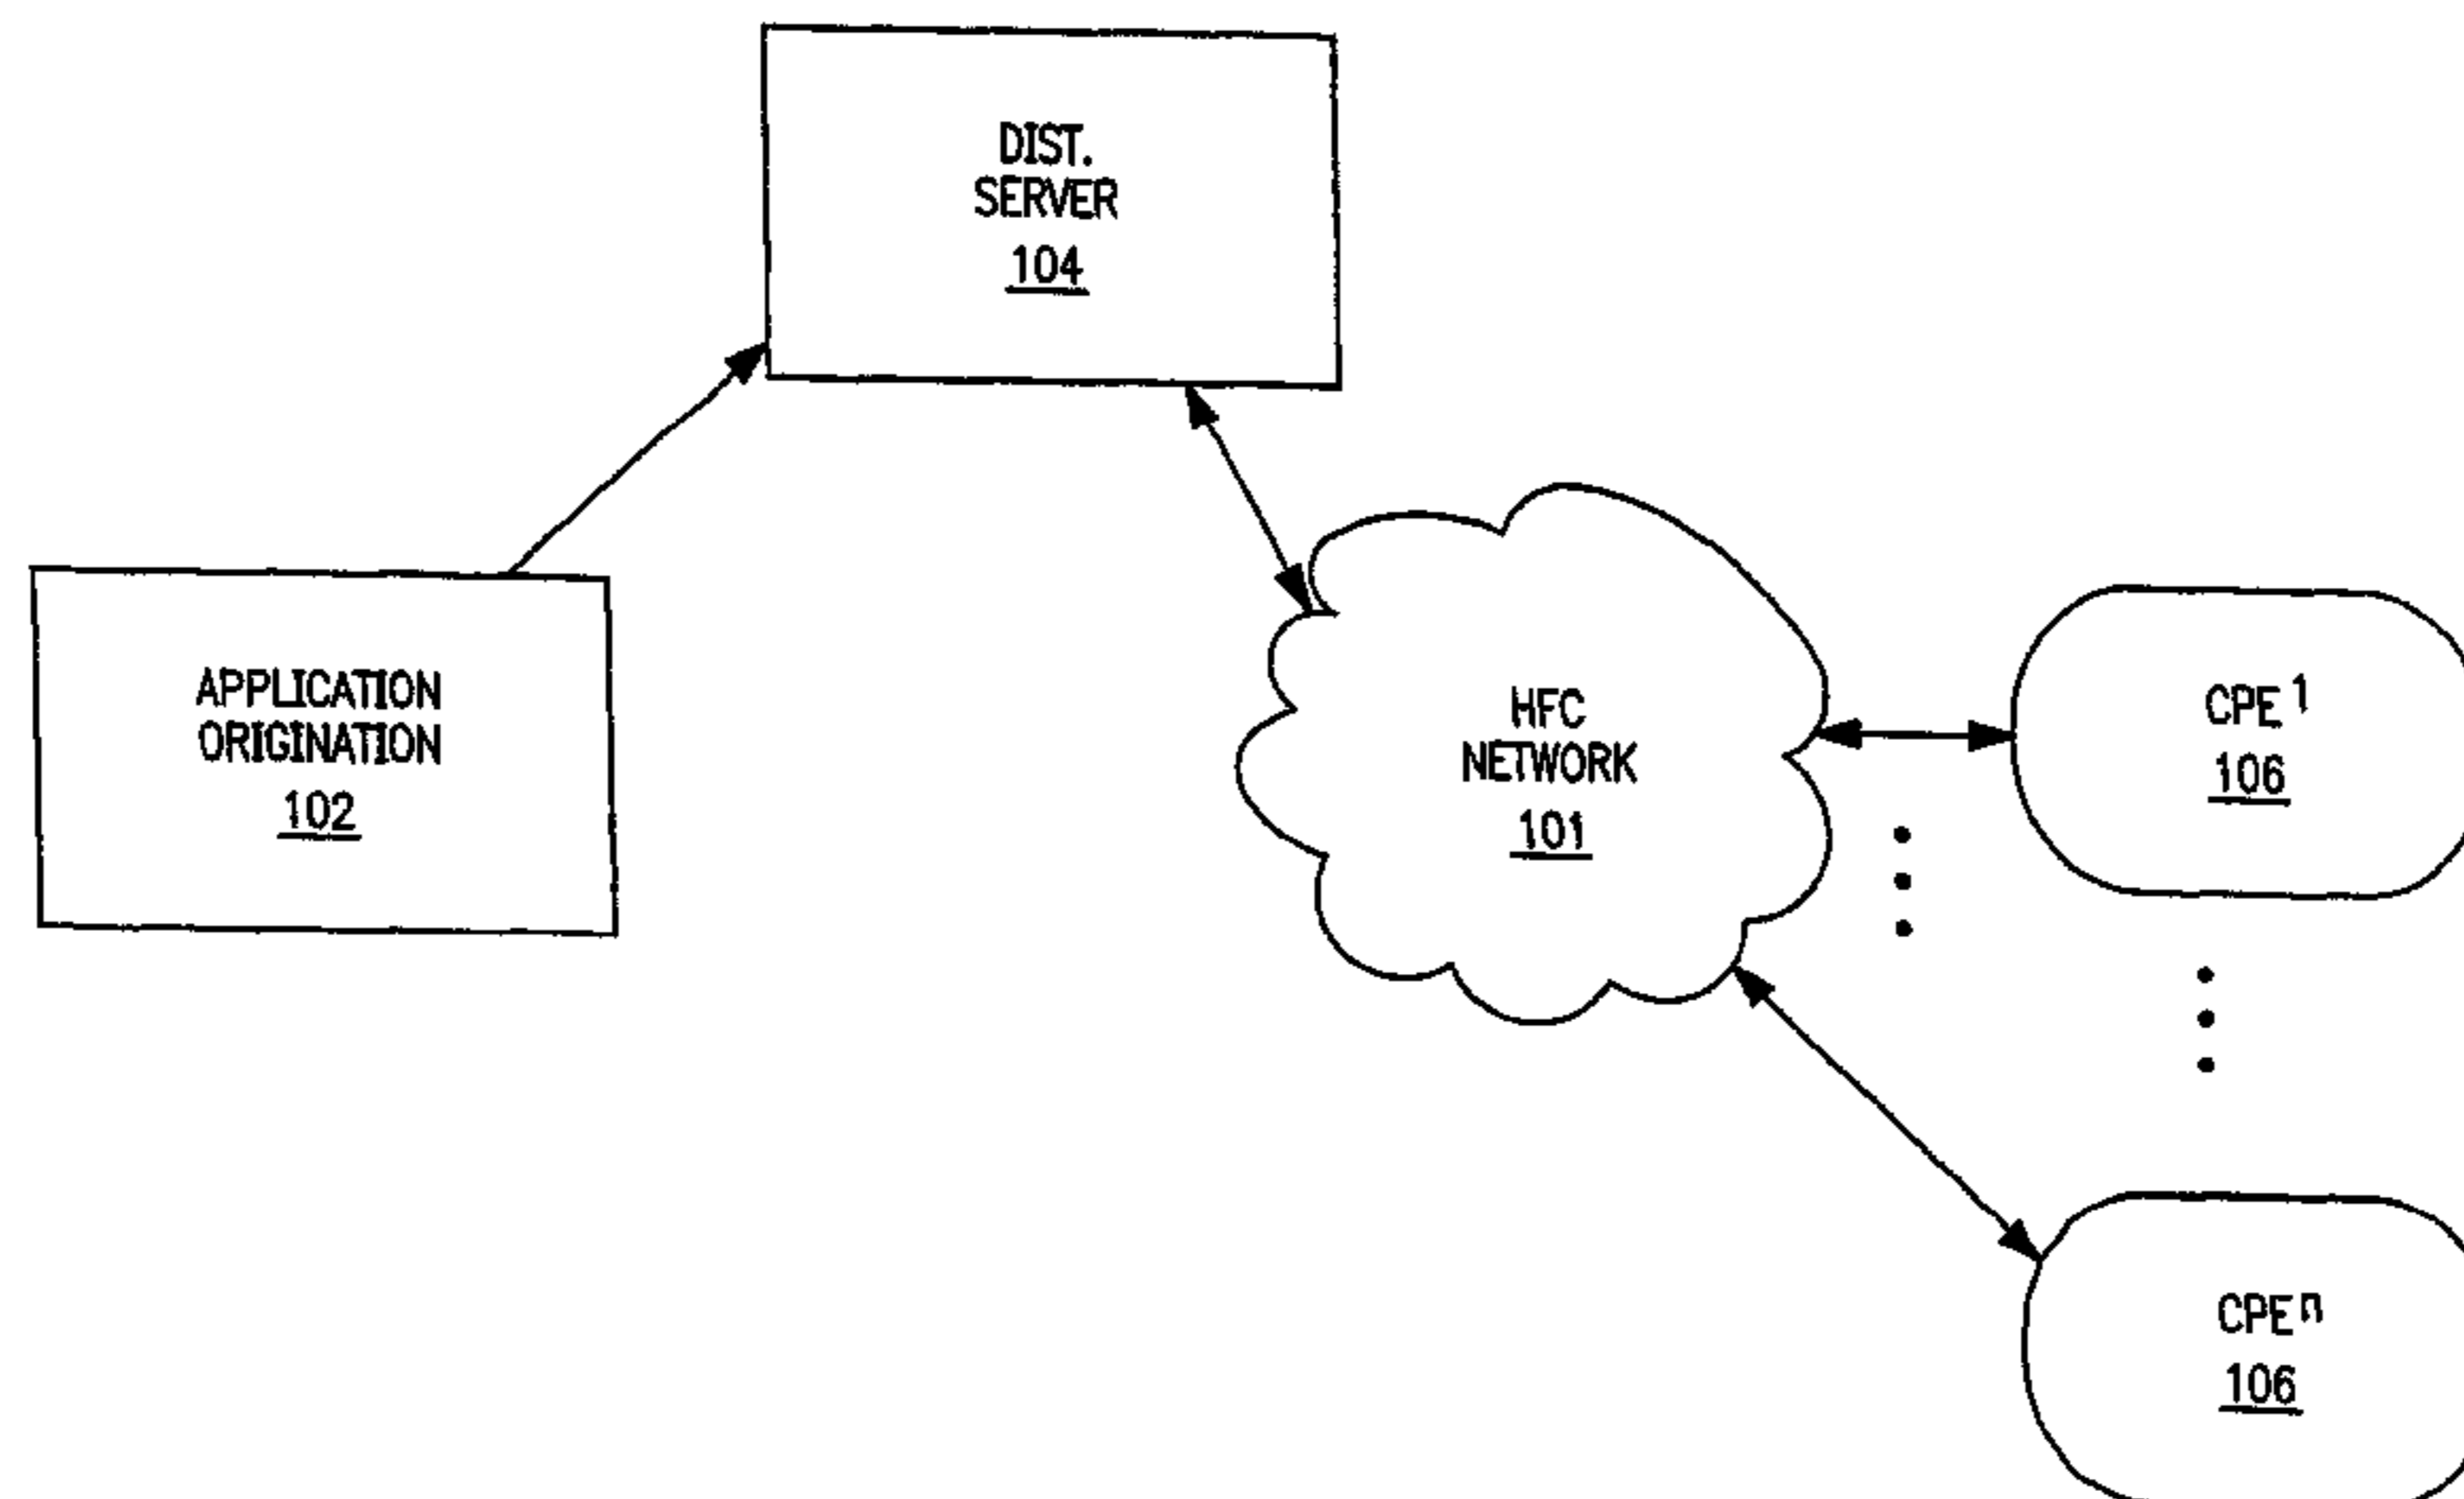 DIST.
SERVER
104
APPLICATION
ORIGINATION
102
HFC
NETWORK
101
CPE 1
106
CPE n
106